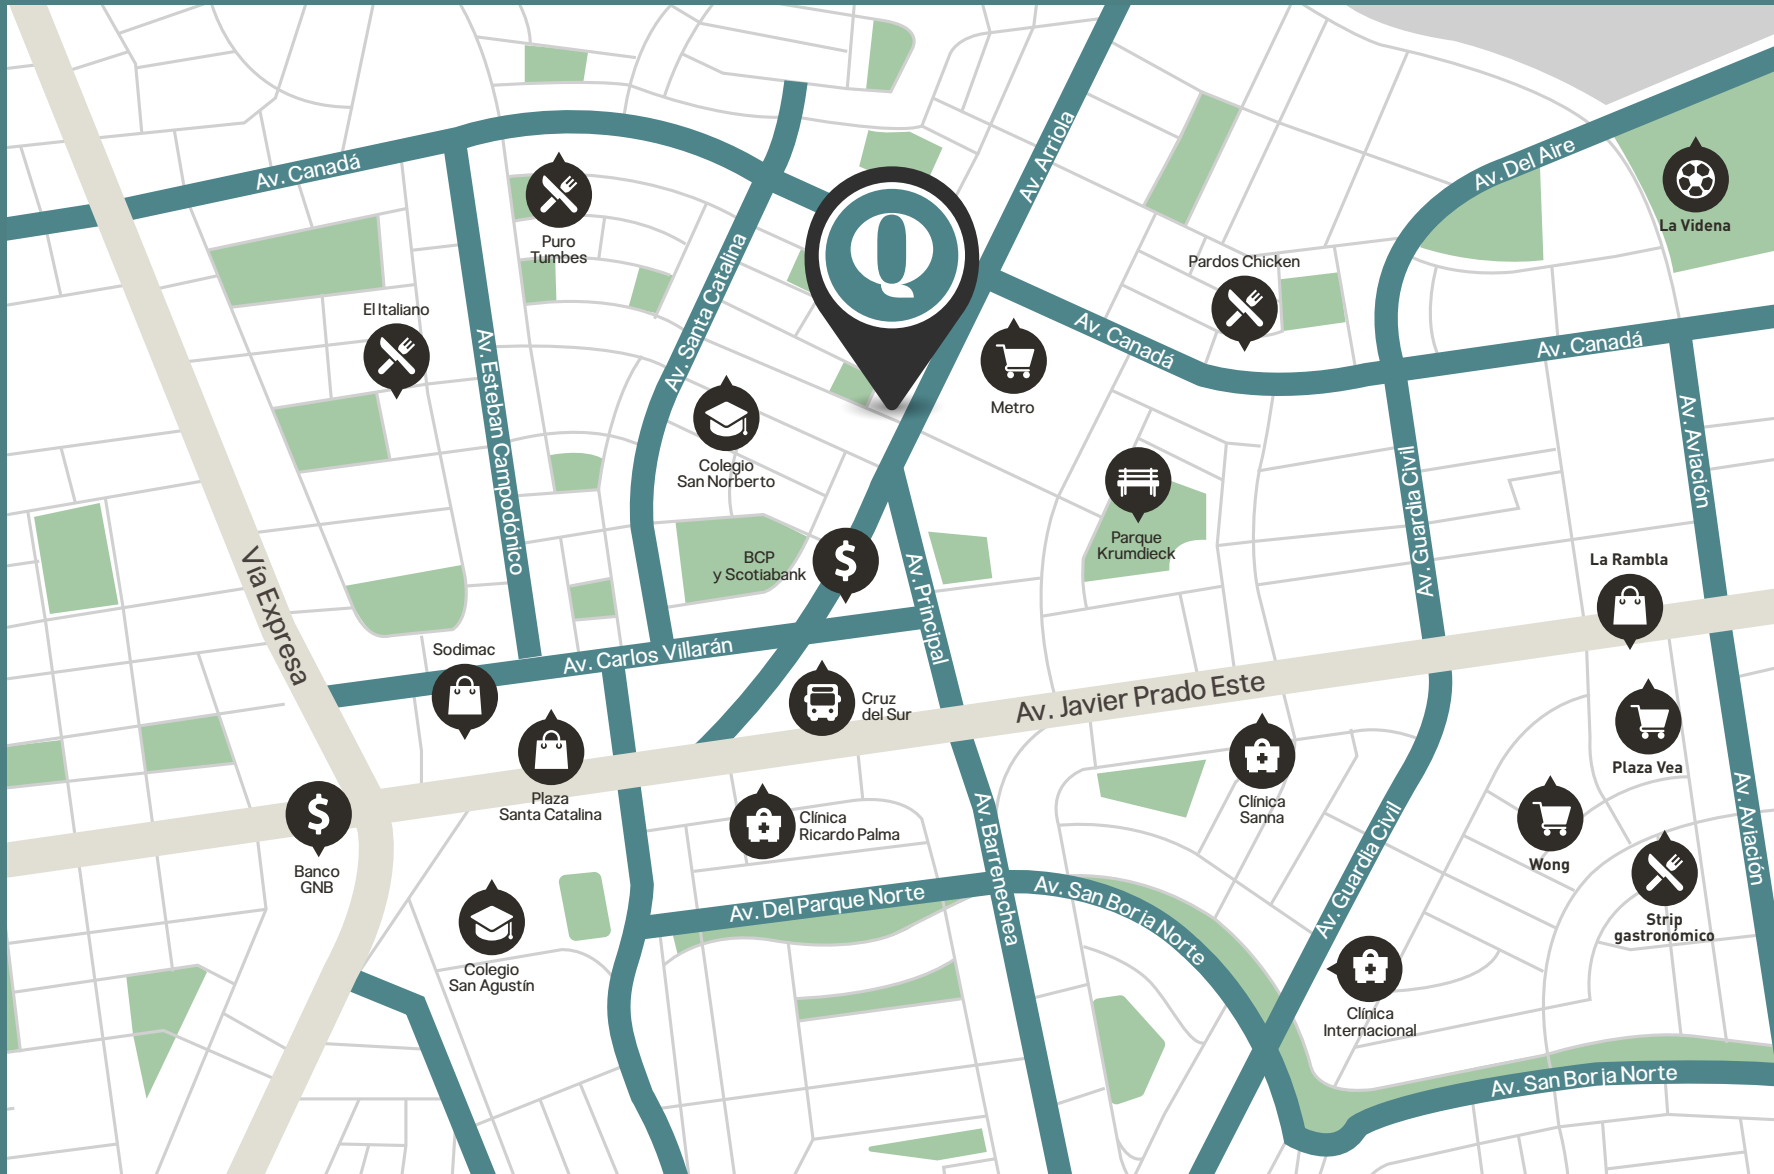 Av. Canadá
Av. Arriola
Av. Del Aire
La Videna
Puro
Tumbes
Q
Pardos Chicken
El Italiano
Av. Santa Catalina
Av. Canadá
Av. Canadá
Av. Esteban Campodónico
Metro
Colegio
San Norberto
Av. Aviación
Av. Guardia Civil
Parque
Krumdieck
BCP
y Scotiabank
$
Av. Principal
La Rambla
Vía Expresa
Sodimac
Av. Carlos Villarán
Cruz
del Sur
Av. Javier Prado Este
Plaza Vea
Plaza
Santa Catalina
Clínica
Sanna
$
Clínica
Ricardo Palma
Av. Barrenechea
Av. Guardia Civil
Av. Aviación
Wong
Banco
GNB
Av. Del Parque Norte
Av. San Borja Norte
Strip
gastronómico
Colegio
San Agustín
Clínica
Internacional
Av. San Borja Norte